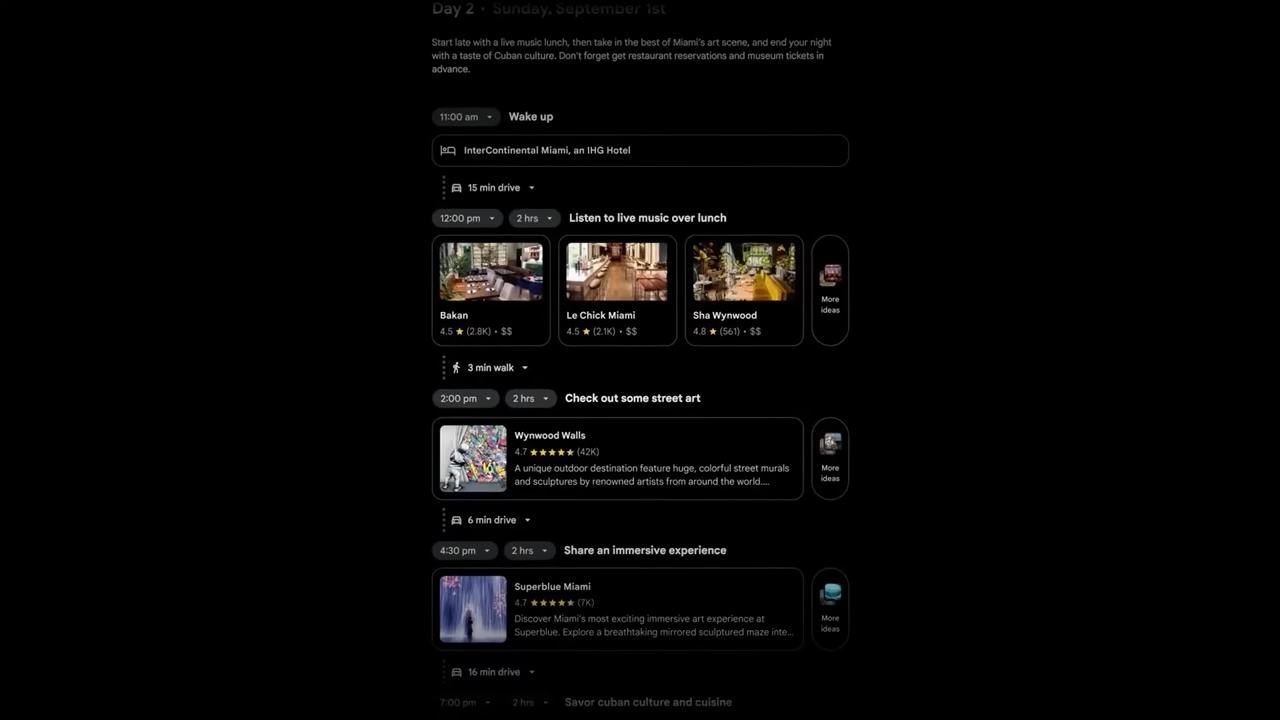 Day 2 • Sunday, September 1st
Start late with a live music lunch, then take in the best of Miami's art scene, and end your night
with a taste of Cuban culture. Don't forget get restaurant reservations and museum tickets in
advance.
11:00 am Wake up
InterContinental Miami, an IHG Hotel
15 min drive
12:00 pm 2 hrs Listen to live music over lunch
Bakan
4.5 ★ (2.8K) • $$
Le Chick Miami
4.5 ★ (2.1K) • $$
Sha Wynwood
4.8 ★ (561) • $$
More
ideas
3 min walk
2:00 pm 2 hrs Check out some street art
Wynwood Walls
4.7 ★★★★★ (42K)
A unique outdoor destination feature huge, colorful street murals
and sculptures by renowned artists from around the world....
More
ideas
6 min drive
4:30 pm 2 hrs Share an immersive experience
Superblue Miami
4.7 ★★★★★ (7K)
Discover Miami's most exciting immersive art experience at
Superblue. Explore a breathtaking mirrored sculptured maze inte...
More
ideas
16 min drive
7:00 pm 2 hrs Savor cuban culture and cuisine